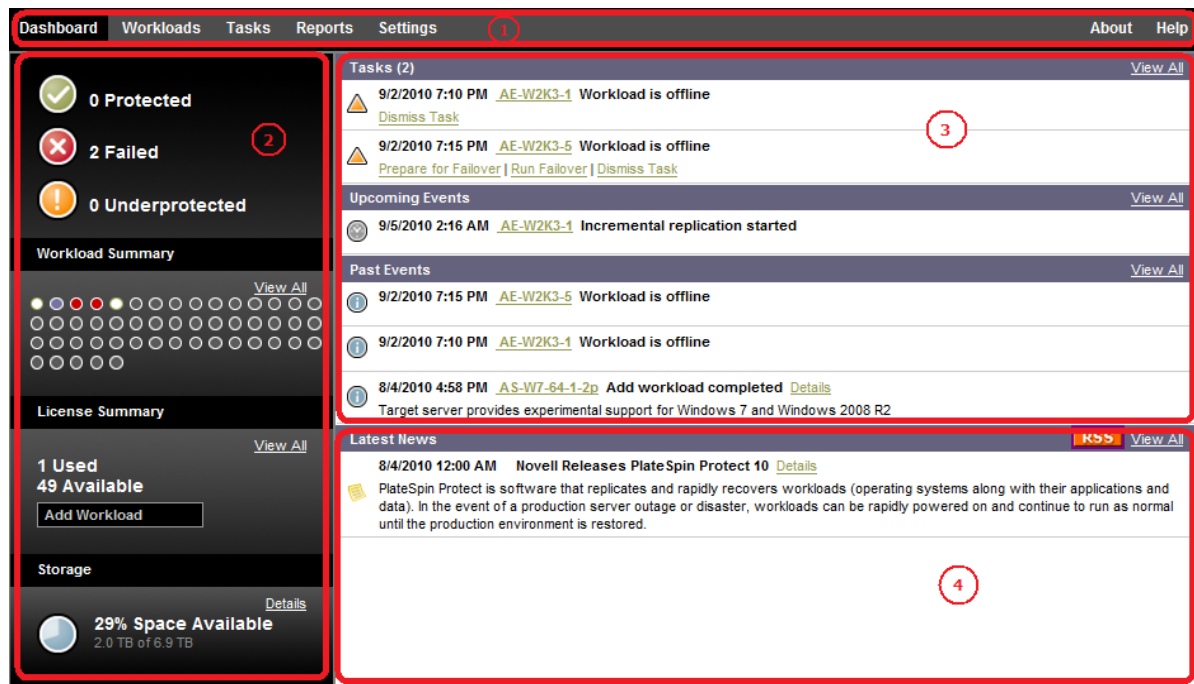 Dashboard Workloads Tasks Reports Settings 1 About Help
0 Protected
2 Failed
2
0 Underprotected
Workload Summary
View All
License Summary
View All
1 Used
49 Available
Add Workload
Storage
Details
29% Space Available
2.0 TB of 6.9 TB
Tasks (2) View All
9/2/2010 7:10 PM AE-W2K3-1 Workload is offline
Dismiss Task
3
9/2/2010 7:15 PM AE-W2K3-5 Workload is offline
Prepare for Failover | Run Failover | Dismiss Task
Upcoming Events View All
9/5/2010 2:16 AM AE-W2K3-1 Incremental replication started
Past Events View All
9/2/2010 7:15 PM AE-W2K3-5 Workload is offline
9/2/2010 7:10 PM AE-W2K3-1 Workload is offline
8/4/2010 4:58 PM AS-W7-64-1-2p Add workload completed Details
Target server provides experimental support for Windows 7 and Windows 2008 R2
Latest News RSS View All
8/4/2010 12:00 AM Novell Releases PlateSpin Protect 10 Details
PlateSpin Protect is software that replicates and rapidly recovers workloads (operating systems along with their applications and
data). In the event of a production server outage or disaster, workloads can be rapidly powered on and continue to run as normal
until the production environment is restored.
4